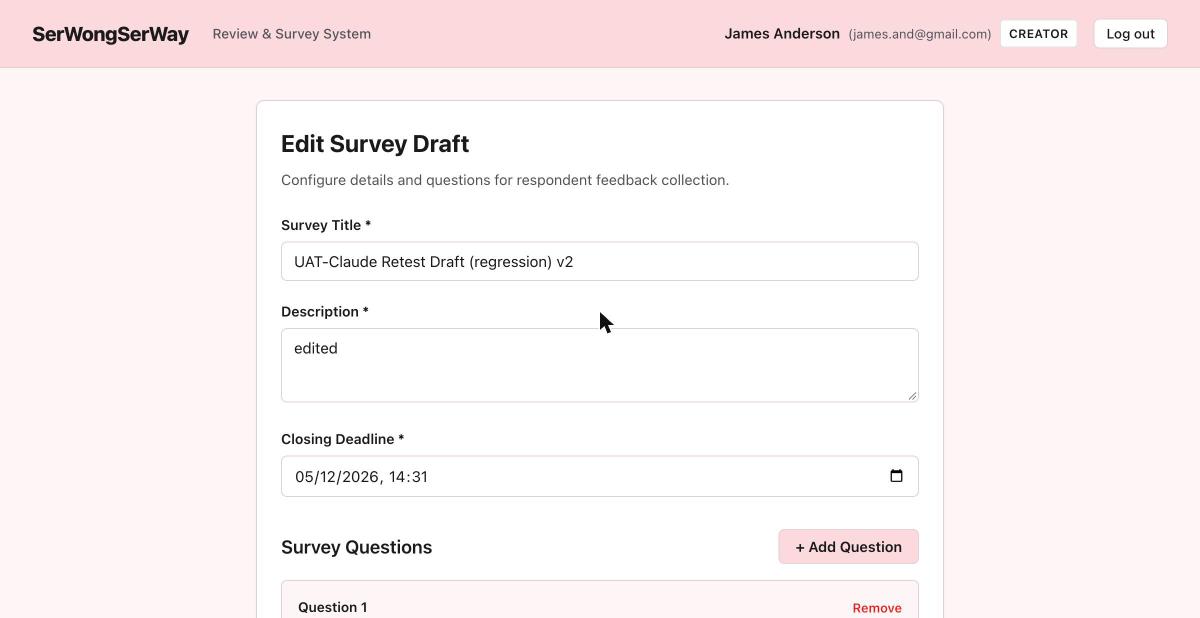 SerWongSerWay Review & Survey System James Anderson (james.and@gmail.com) CREATOR Log out
Edit Survey Draft
Configure details and questions for respondent feedback collection.
Survey Title *
UAT-Claude Retest Draft (regression) v2
Description *
edited
Closing Deadline *
05/12/2026, 14:31
Survey Questions + Add Question
Question 1 Remove